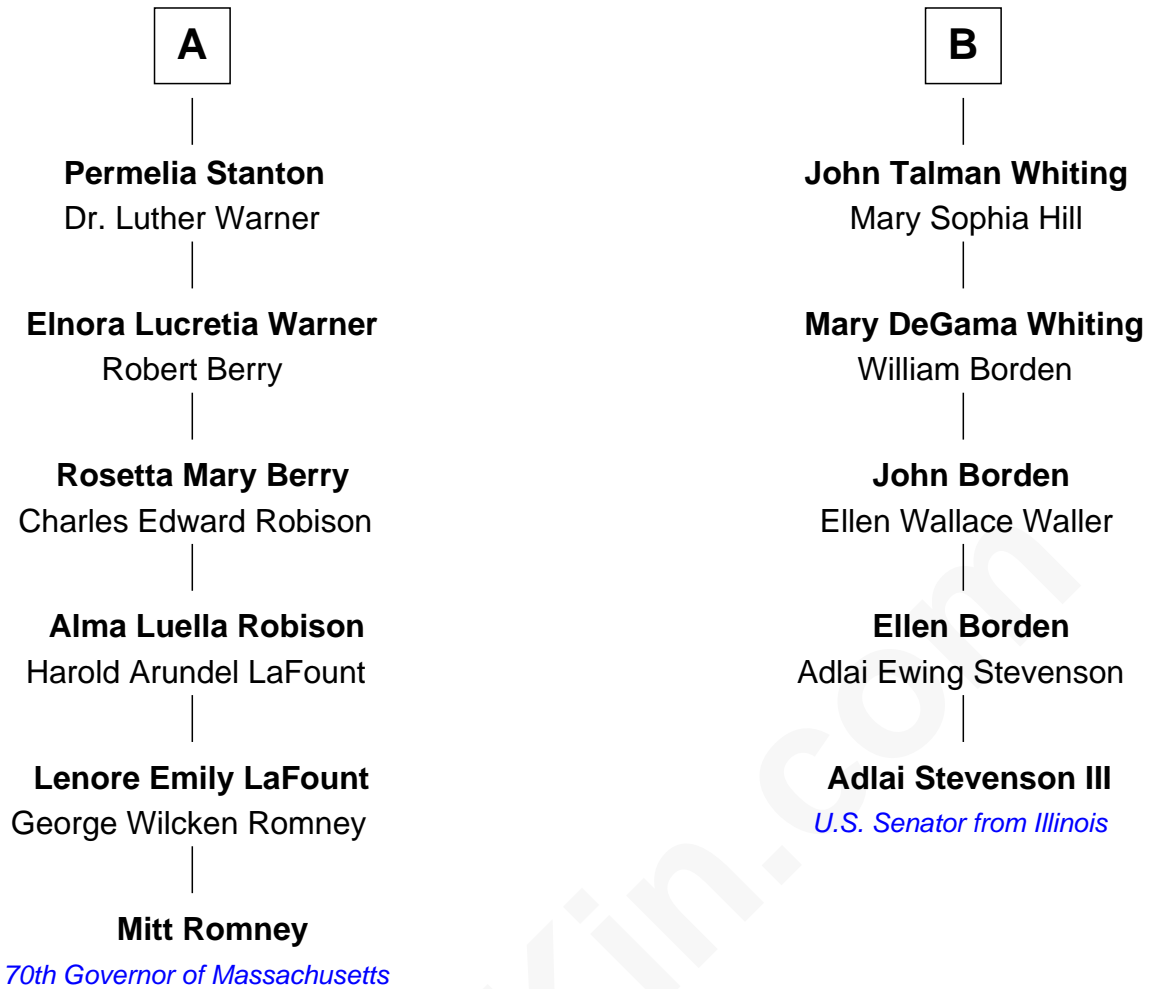 A
Permelia Stanton
Dr. Luther Warner
Elnora Lucretia Warner
Robert Berry
Rosetta Mary Berry
Charles Edward Robison
Alma Luella Robison
Harold Arundel LaFount
Lenore Emily LaFount
George Wilcken Romney
Mitt Romney
70th Governor of Massachusetts
B
John Talman Whiting
Mary Sophia Hill
Mary DeGama Whiting
William Borden
John Borden
Ellen Wallace Waller
Ellen Borden
Adlai Ewing Stevenson
Adlai Stevenson III
U.S. Senator from Illinois
Kin.com